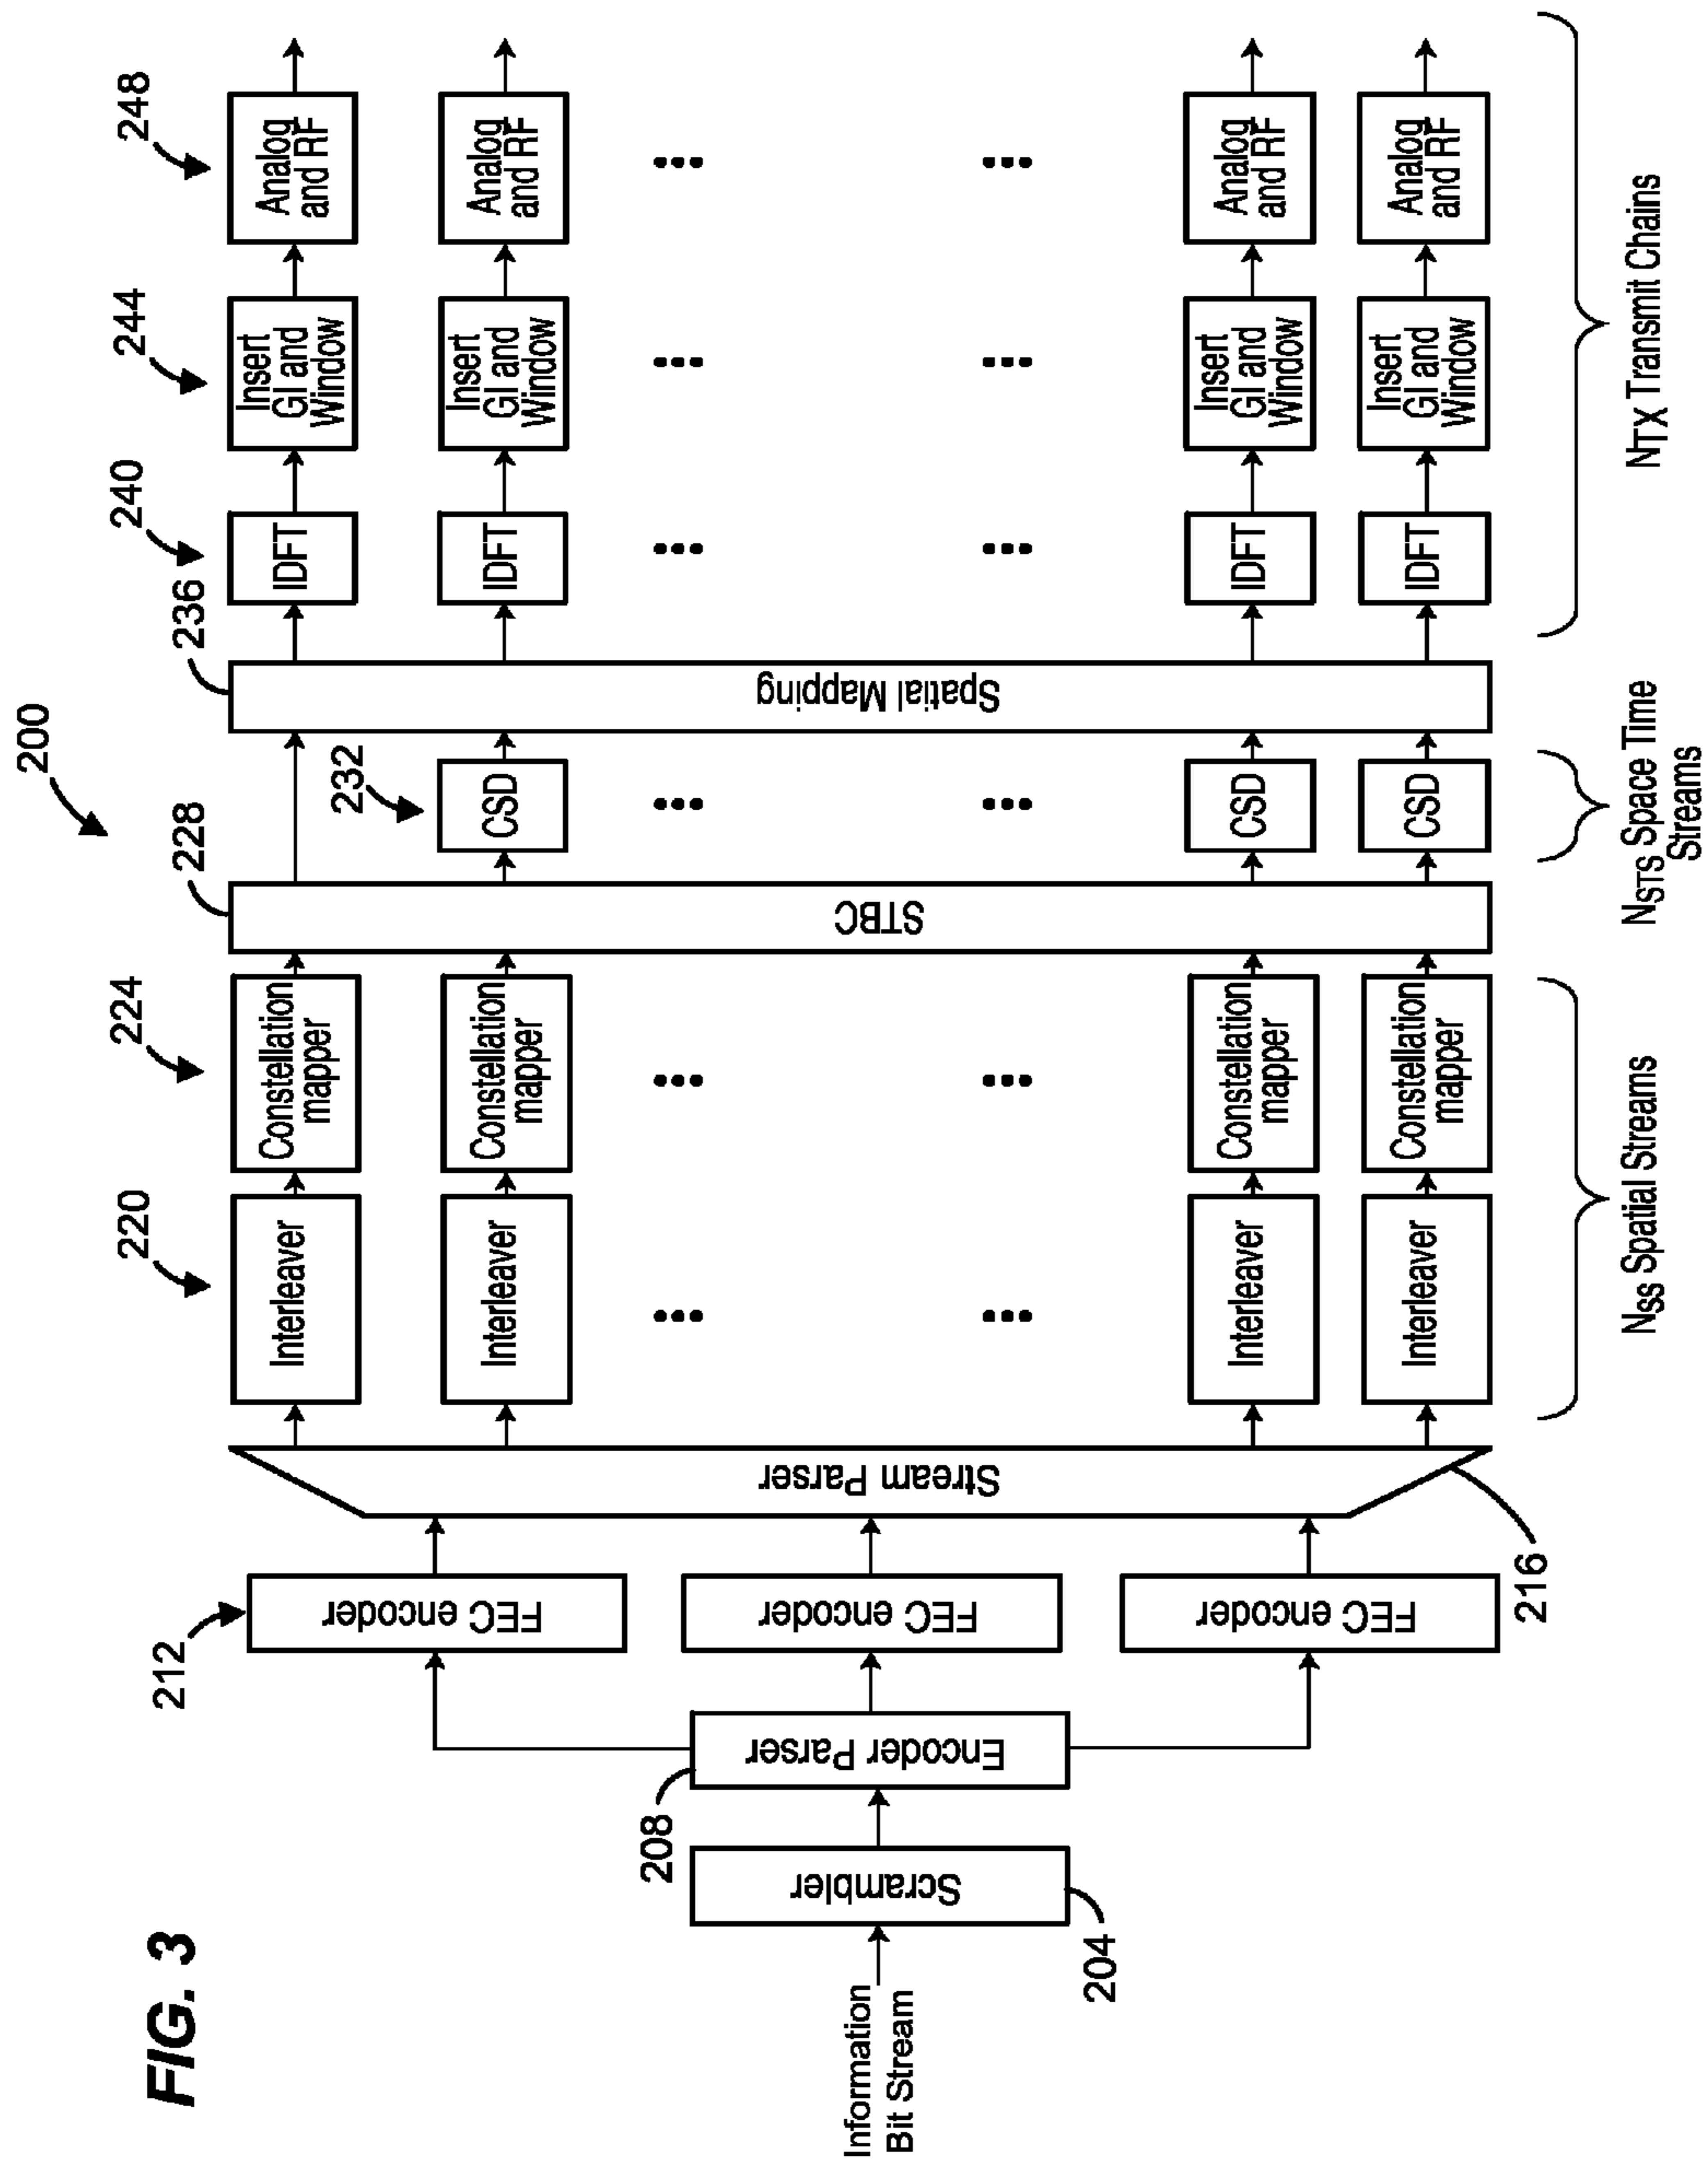 FIG. 3
200
Information
Bit Stream
Scrambler
204
Encoder Parser
208
212
FEC encoder
FEC encoder
FEC encoder
Stream Parser
216
220
Interleaver
Interleaver
...
...
Interleaver
Interleaver
224
Constellation
mapper
Constellation
mapper
...
...
Constellation
mapper
Constellation
mapper
NSS Spatial Streams
228
STBC
232
CSD
...
...
CSD
CSD
NSTS Space Time
Streams
236
Spatial Mapping
240
IDFT
IDFT
...
...
IDFT
IDFT
244
Insert
GI and
Window
Insert
GI and
Window
...
...
Insert
GI and
Window
Insert
GI and
Window
248
Analog
and RF
Analog
and RF
...
...
Analog
and RF
Analog
and RF
NTX Transmit Chains